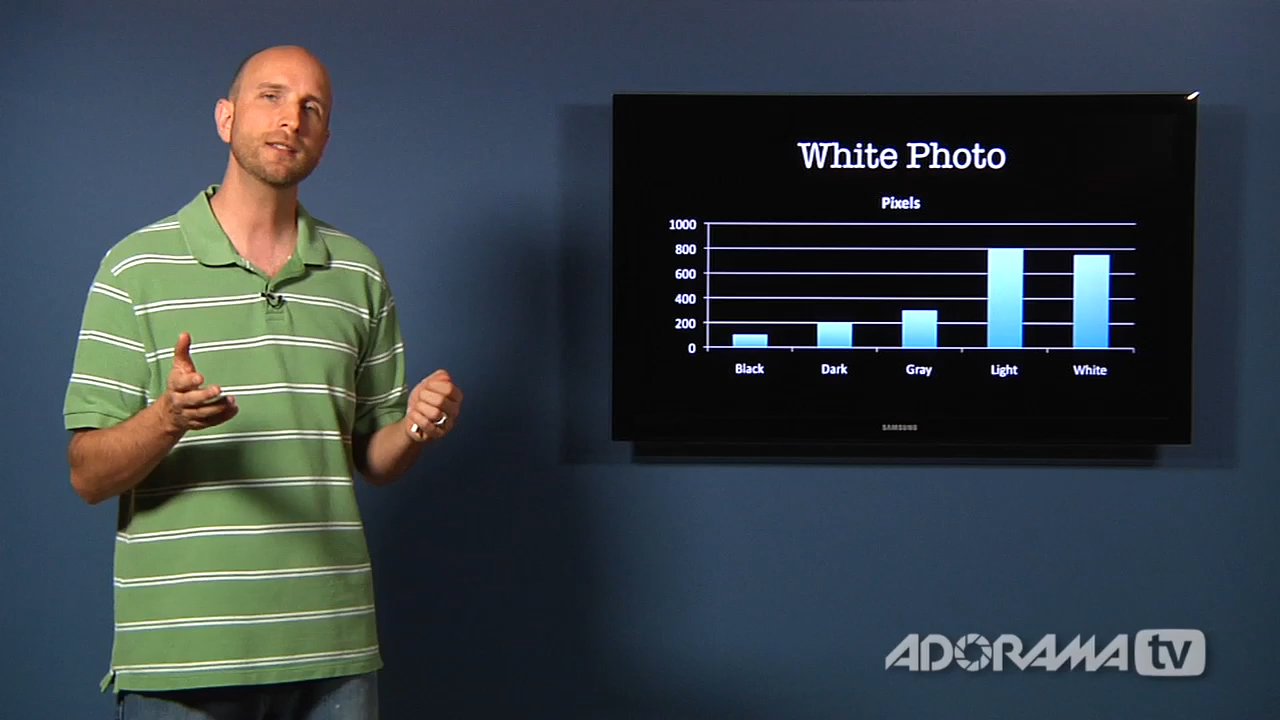 White Photo
Pixels
1000
800
600
400
200
0
Black Dark Gray Light White
SAMSUNG
ADORAMA tv